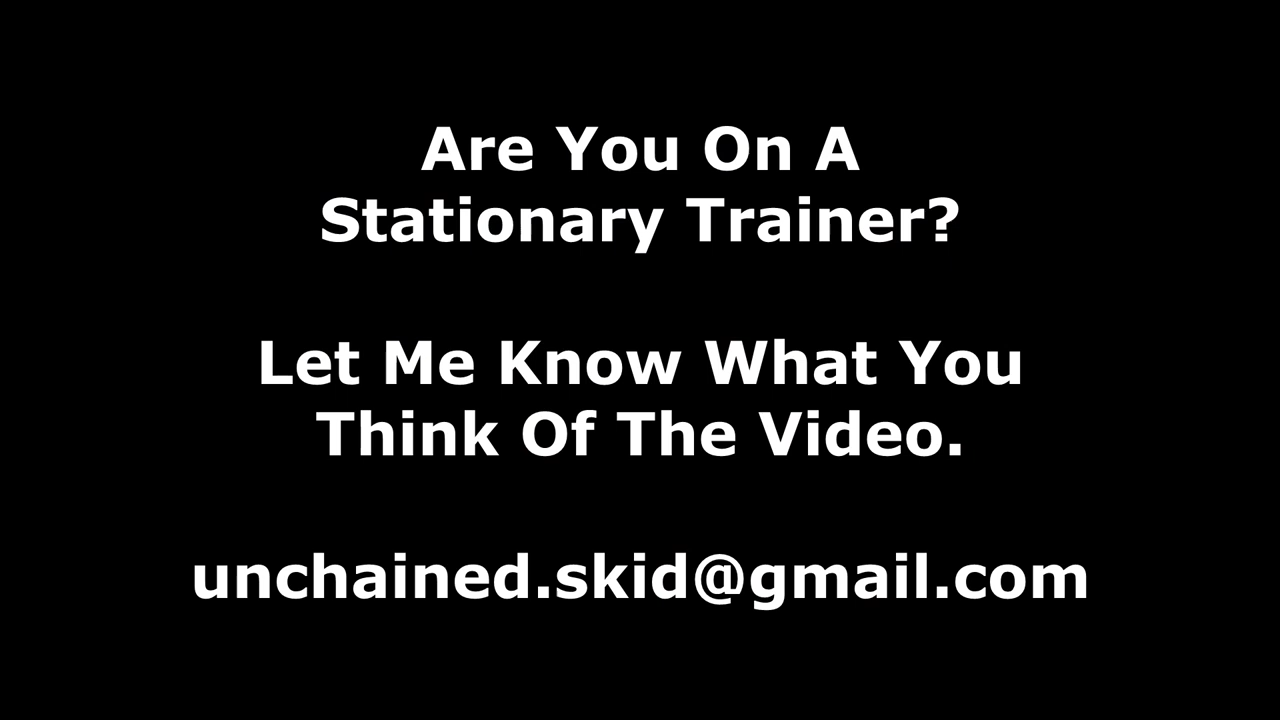 Are You On A
Stationary Trainer?
Let Me Know What You
Think Of The Video.
unchained.skid@gmail.com